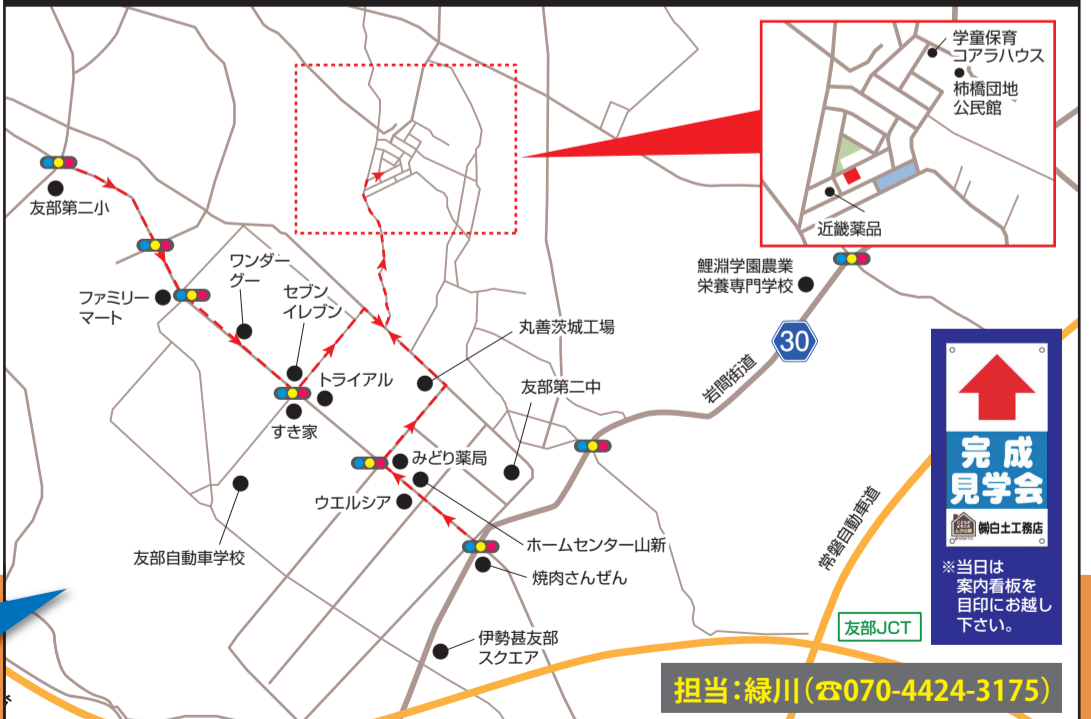 学童保育
コアラハウス
柿橋団地
公民館
近畿薬品
友部第二小
ファミリー
マート
ワンダー
グー
セブン
イレブン
トライアル
すき家
丸善茨城工場
友部第二中
鯉淵学園農業
栄養専門学校
30
岩間街道
みどり薬局
ウエルシア
ホームセンター山新
焼肉さんぜん
友部自動車学校
伊勢甚友部
スクエア
常磐自動車道
友部JCT
完成
見学会
㈱白土工務店
※当日は
案内看板を
目印にお越し
下さい。
担当:緑川(☎070-4424-3175)